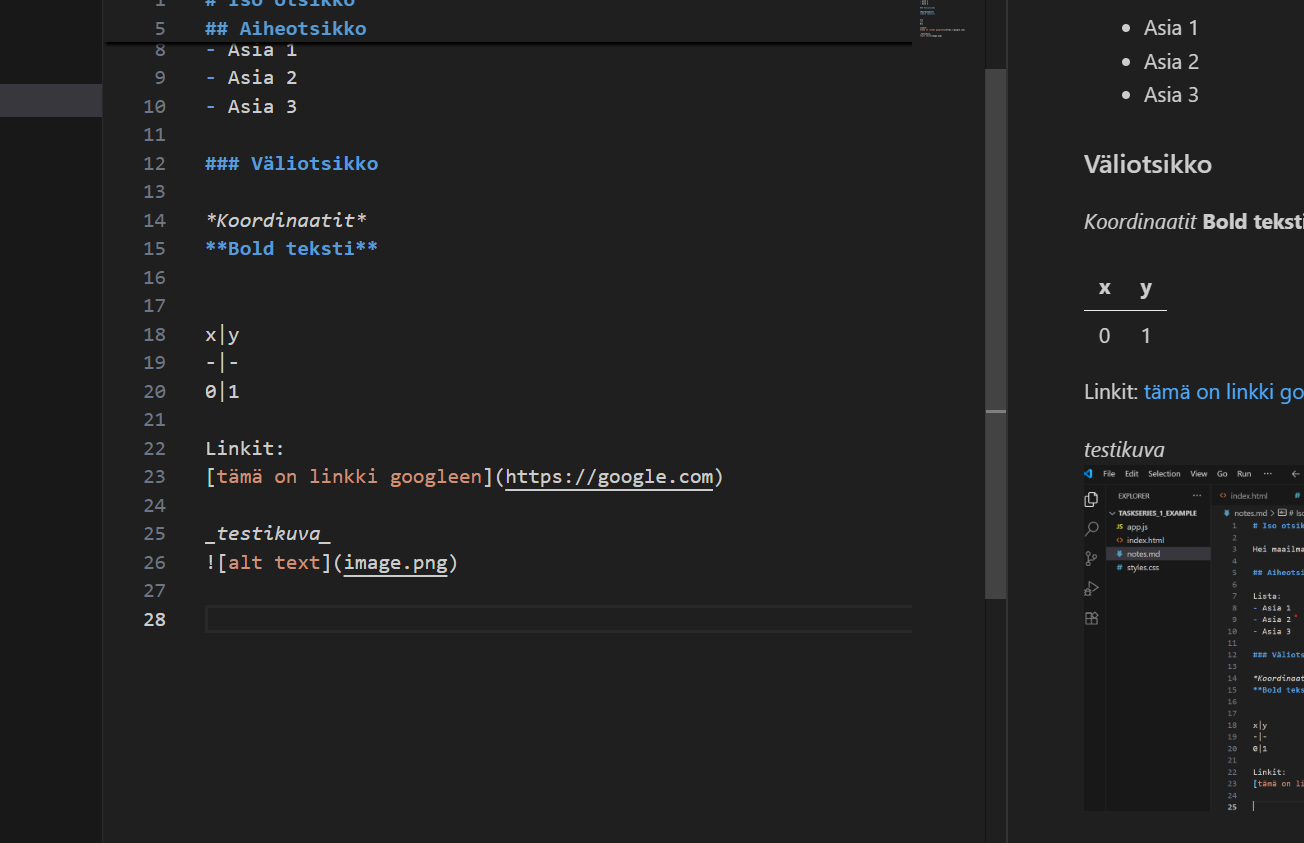 1 # Iso otsikko
5 ## Aiheotsikko
8 - Asia 1
9 - Asia 2
10 - Asia 3
11
12 ### Väliotsikko
13
14 *Koordinaatit*
15 **Bold teksti**
16
17
18 x|y
19 -|-
20 0|1
21
22 Linkit:
23 [tämä on linkki googleen](https://google.com)
24
25 _testikuva_
26 ![alt text](image.png)
27
28
• Asia 1
• Asia 2
• Asia 3
Väliotsikko
Koordinaatit Bold teksti
x y
0 1
Linkit: tämä on linkki go
testikuva
File Edit Selection View Go Run ··· ←
EXPLORER ···
TASKSERIES_1_EXAMPLE
JS app.js
<> index.html
notes.md
# styles.css
<> index.html #
notes.md > # Iso
1 # Iso otsik
2
3 Hei maailma
4
5 ## Aiheotsi
6
7 Lista:
8 - Asia 1
9 - Asia 2
10 - Asia 3
11
12 ### Väliots
13
14 *Koordinaat
15 **Bold teks
16
17
18 x|y
19 -|-
20 0|1
21
22 Linkit:
23 [tämä on li
24
25